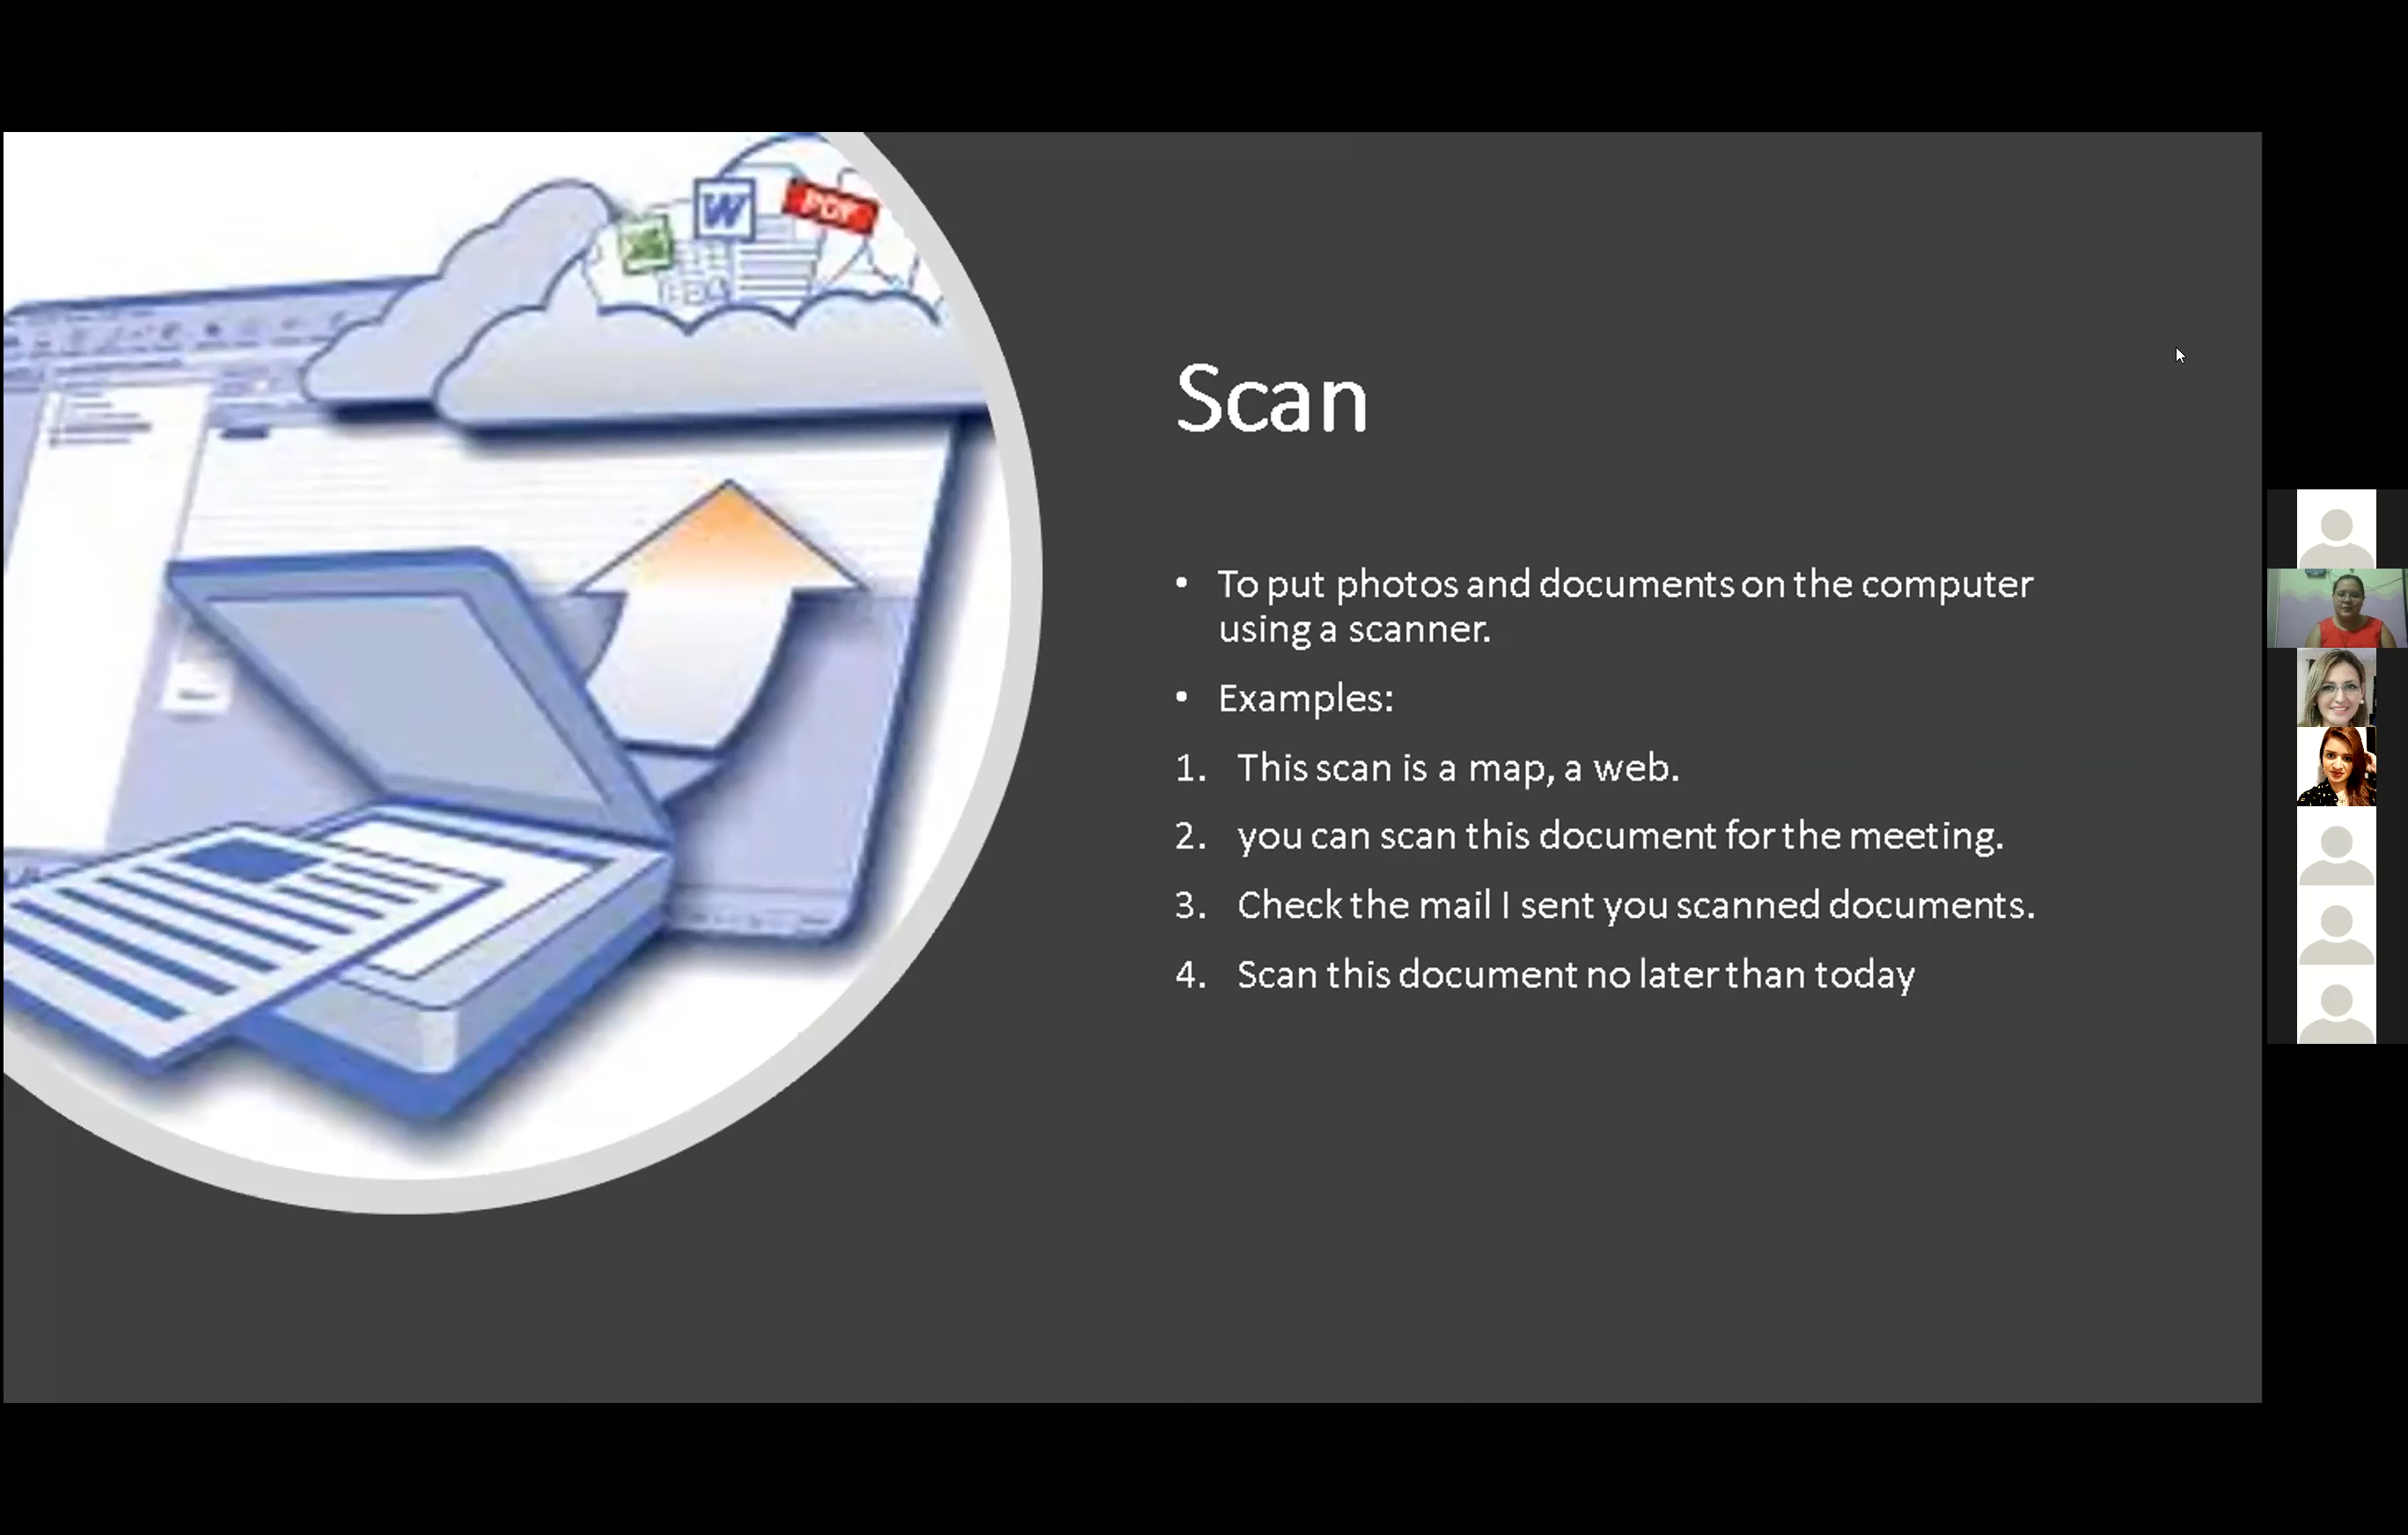 W
PDF
Scan
• To put photos and documents on the computer
using a scanner.
• Examples:
1. This scan is a map, a web.
2. you can scan this document for the meeting.
3. Check the mail I sent you scanned documents.
4. Scan this document no later than today